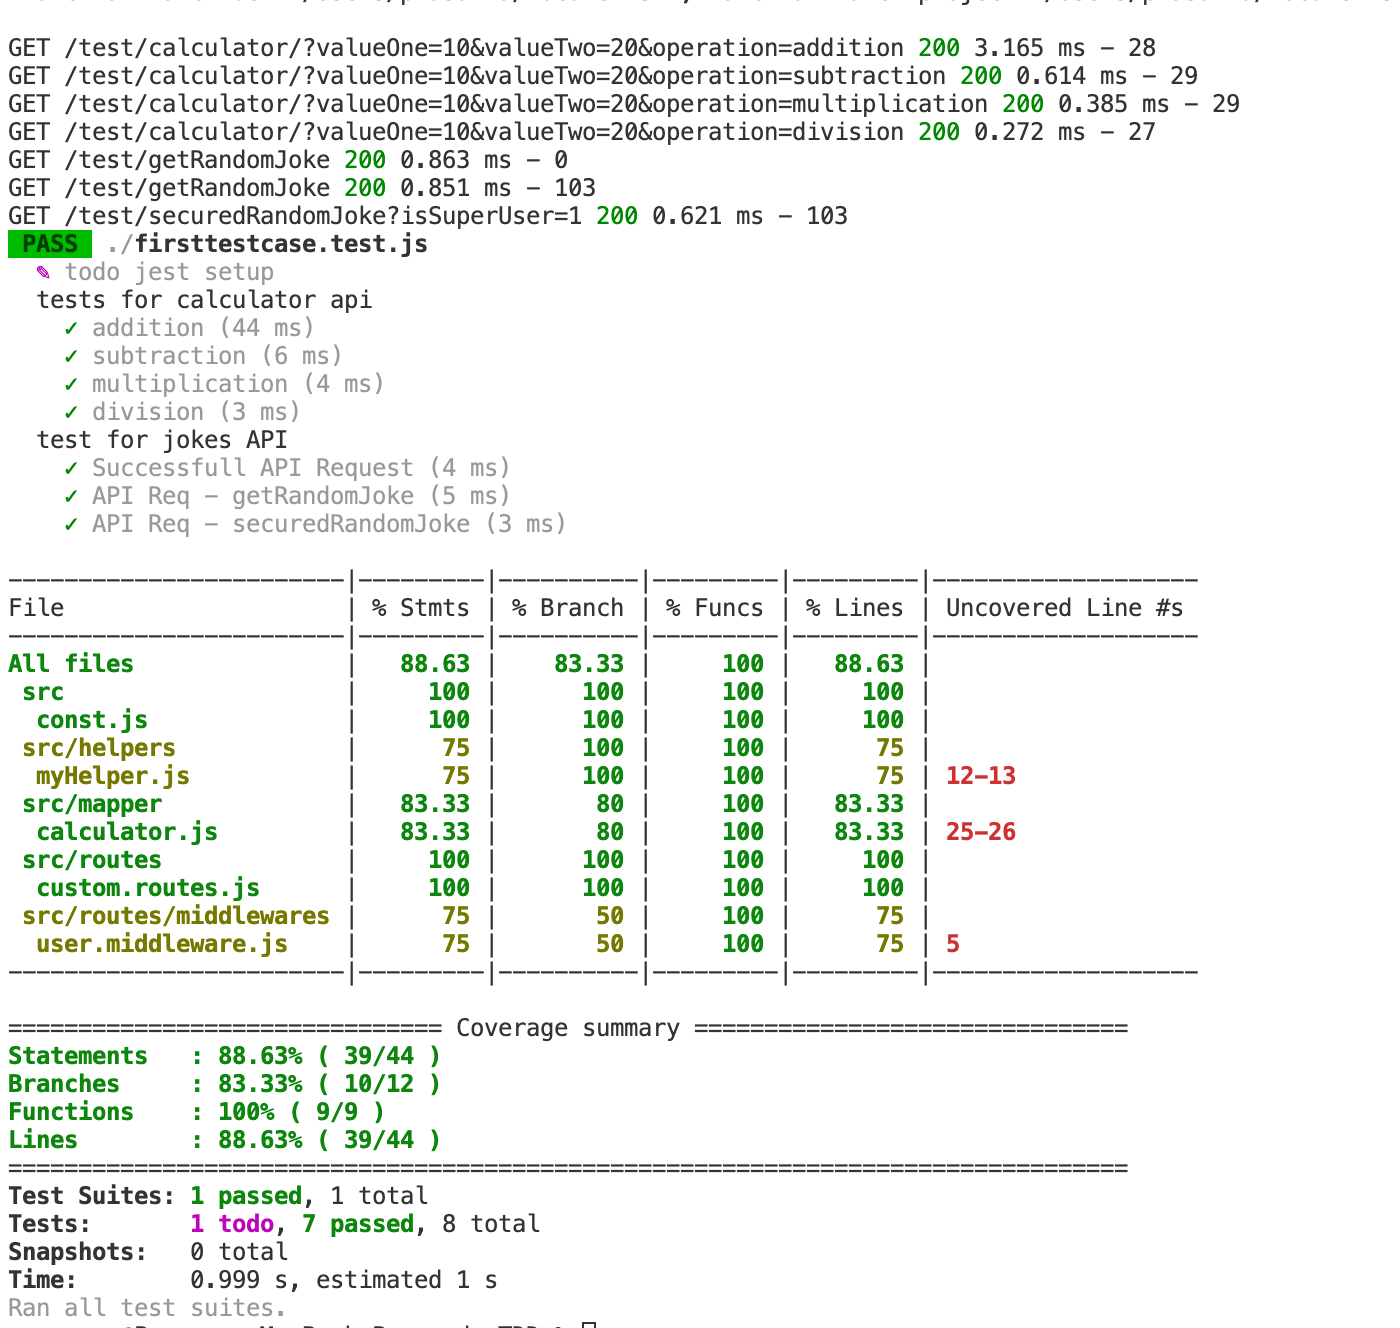 GET /test/calculator/?valueOne=10&valueTwo=20&operation=addition 200 3.165 ms - 28
GET /test/calculator/?valueOne=10&valueTwo=20&operation=subtraction 200 0.614 ms - 29
GET /test/calculator/?valueOne=10&valueTwo=20&operation=multiplication 200 0.385 ms - 29
GET /test/calculator/?valueOne=10&valueTwo=20&operation=division 200 0.272 ms - 27
GET /test/getRandomJoke 200 0.863 ms - 0
GET /test/getRandomJoke 200 0.851 ms - 103
GET /test/securedRandomJoke?isSuperUser=1 200 0.621 ms - 103
PASS ./firsttestcase.test.js
✎ todo jest setup
tests for calculator api
✓ addition (44 ms)
✓ subtraction (6 ms)
✓ multiplication (4 ms)
✓ division (3 ms)
test for jokes API
✓ Successfull API Request (4 ms)
✓ API Req - getRandomJoke (5 ms)
✓ API Req - securedRandomJoke (3 ms)
------------------------|---------|----------|---------|---------|-------------------
File | % Stmts | % Branch | % Funcs | % Lines | Uncovered Line #s
------------------------|---------|----------|---------|---------|-------------------
All files | 88.63 | 83.33 | 100 | 88.63 |
src | 100 | 100 | 100 | 100 |
const.js | 100 | 100 | 100 | 100 |
src/helpers | 75 | 100 | 100 | 75 |
myHelper.js | 75 | 100 | 100 | 75 | 12-13
src/mapper | 83.33 | 80 | 100 | 83.33 |
calculator.js | 83.33 | 80 | 100 | 83.33 | 25-26
src/routes | 100 | 100 | 100 | 100 |
custom.routes.js | 100 | 100 | 100 | 100 |
src/routes/middlewares | 75 | 50 | 100 | 75 |
user.middleware.js | 75 | 50 | 100 | 75 | 5
------------------------|---------|----------|---------|---------|-------------------
=============================== Coverage summary ===============================
Statements : 88.63% ( 39/44 )
Branches : 83.33% ( 10/12 )
Functions : 100% ( 9/9 )
Lines : 88.63% ( 39/44 )
================================================================================
Test Suites: 1 passed, 1 total
Tests: 1 todo, 7 passed, 8 total
Snapshots: 0 total
Time: 0.999 s, estimated 1 s
Ran all test suites.